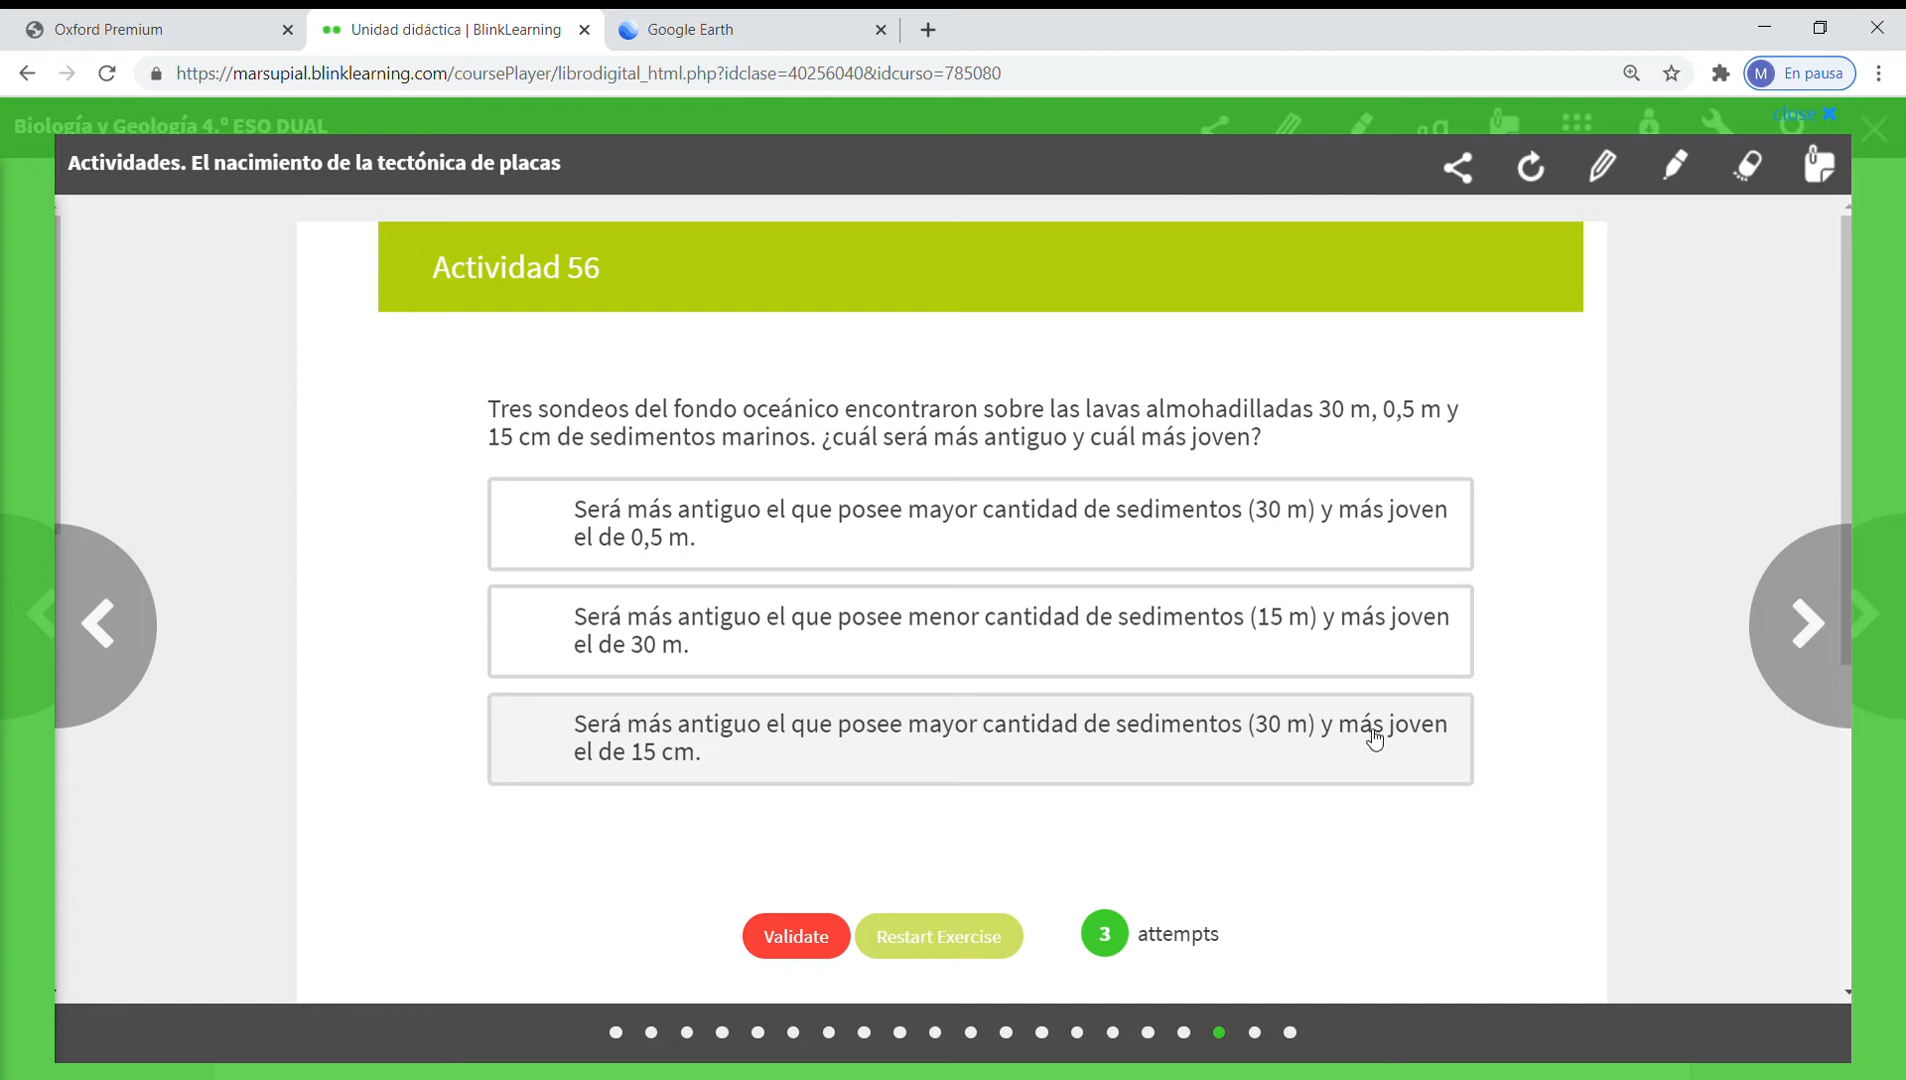 Oxford Premium
Unidad didáctica | BlinkLearning
Google Earth
https://marsupial.blinklearning.com/coursePlayer/librodigital_html.php?idclase=40256040&idcurso=785080
M
En pausa
Biología y Geología 4.º ESO DUAL
close
Actividades. El nacimiento de la tectónica de placas
Actividad 56
Tres sondeos del fondo oceánico encontraron sobre las lavas almohadilladas 30 m, 0,5 m y
15 cm de sedimentos marinos. ¿cuál será más antiguo y cuál más joven?
Será más antiguo el que posee mayor cantidad de sedimentos (30 m) y más joven
el de 0,5 m.
Será más antiguo el que posee menor cantidad de sedimentos (15 m) y más joven
el de 30 m.
Será más antiguo el que posee mayor cantidad de sedimentos (30 m) y más joven
el de 15 cm.
Validate
Restart Exercise
3
attempts